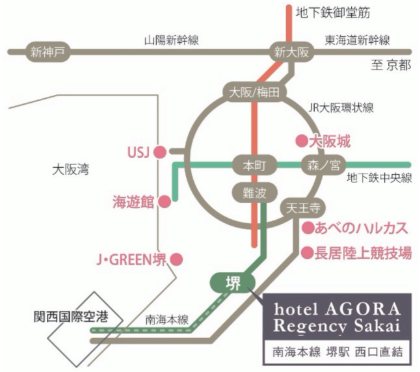 地下鉄御堂筋
山陽新幹線
東海道新幹線
新神戸
新大阪
至 京都
大阪/梅田
JR大阪環状線
大阪城
USJ
大阪湾
本町
森ノ宮
地下鉄中央線
海遊館
難波
天王寺
あべのハルカス
長居陸上競技場
J・GREEN堺
堺
関西国際空港
南海本線
hotel AGORA
Regency Sakai
南海本線 堺駅 西口直結